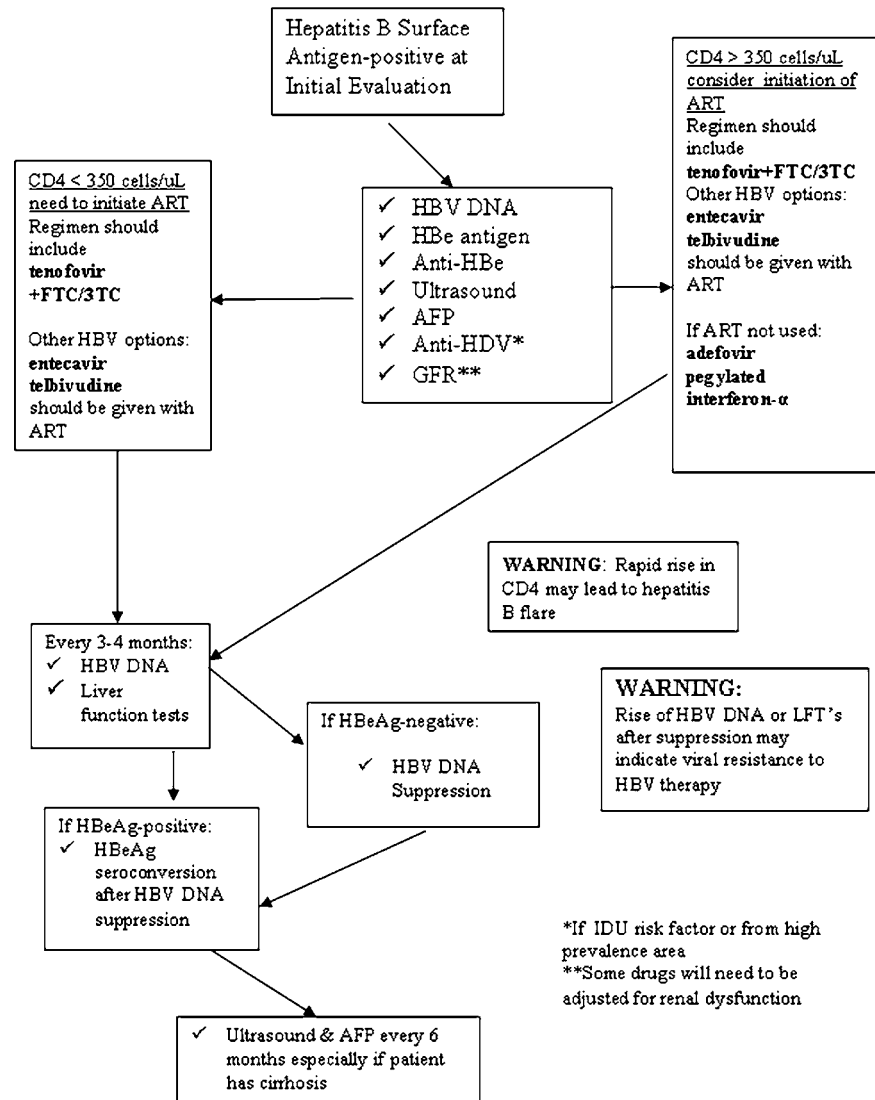 Hepatitis B Surface
Antigen-positive at
Initial Evaluation
CD4 > 350 cells/uL
consider initiation of
ART
Regimen should
include
tenofovir+FTC/3TC
Other HBV options:
entecavir
telbivudine
should be given with
ART
If ART not used:
adefovir
pegylated
interferon-α
CD4 < 350 cells/uL
need to initiate ART
Regimen should
include
tenofovir
+FTC/3TC
Other HBV options:
entecavir
telbivudine
should be given with
ART
✓ HBV DNA
✓ HBe antigen
✓ Anti-HBe
✓ Ultrasound
✓ AFP
✓ Anti-HDV*
✓ GFR**
WARNING: Rapid rise in
CD4 may lead to hepatitis
B flare
Every 3-4 months:
✓ HBV DNA
✓ Liver
function tests
WARNING:
Rise of HBV DNA or LFT's
after suppression may
indicate viral resistance to
HBV therapy
If HBeAg-negative:
✓ HBV DNA
Suppression
If HBeAg-positive:
✓ HBeAg
seroconversion
after HBV DNA
suppression
*If IDU risk factor or from high
prevalence area
**Some drugs will need to be
adjusted for renal dysfunction
✓ Ultrasound & AFP every 6
months especially if patient
has cirrhosis